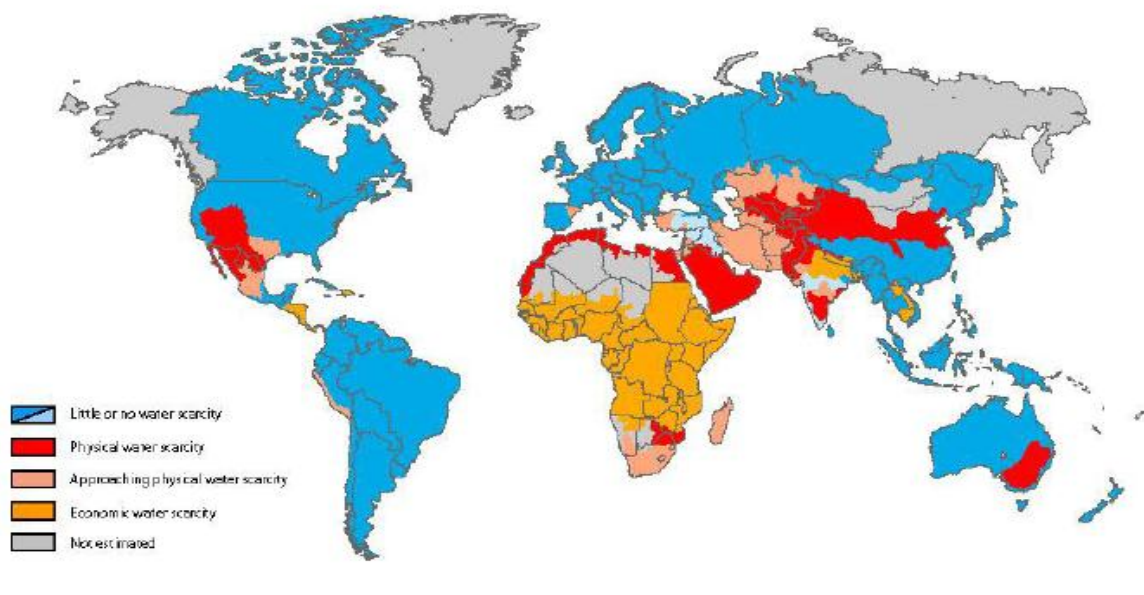 Little or no water scarcity
Physical water scarcity
Approaching physical water scarcity
Economic water scarcity
Not estimated